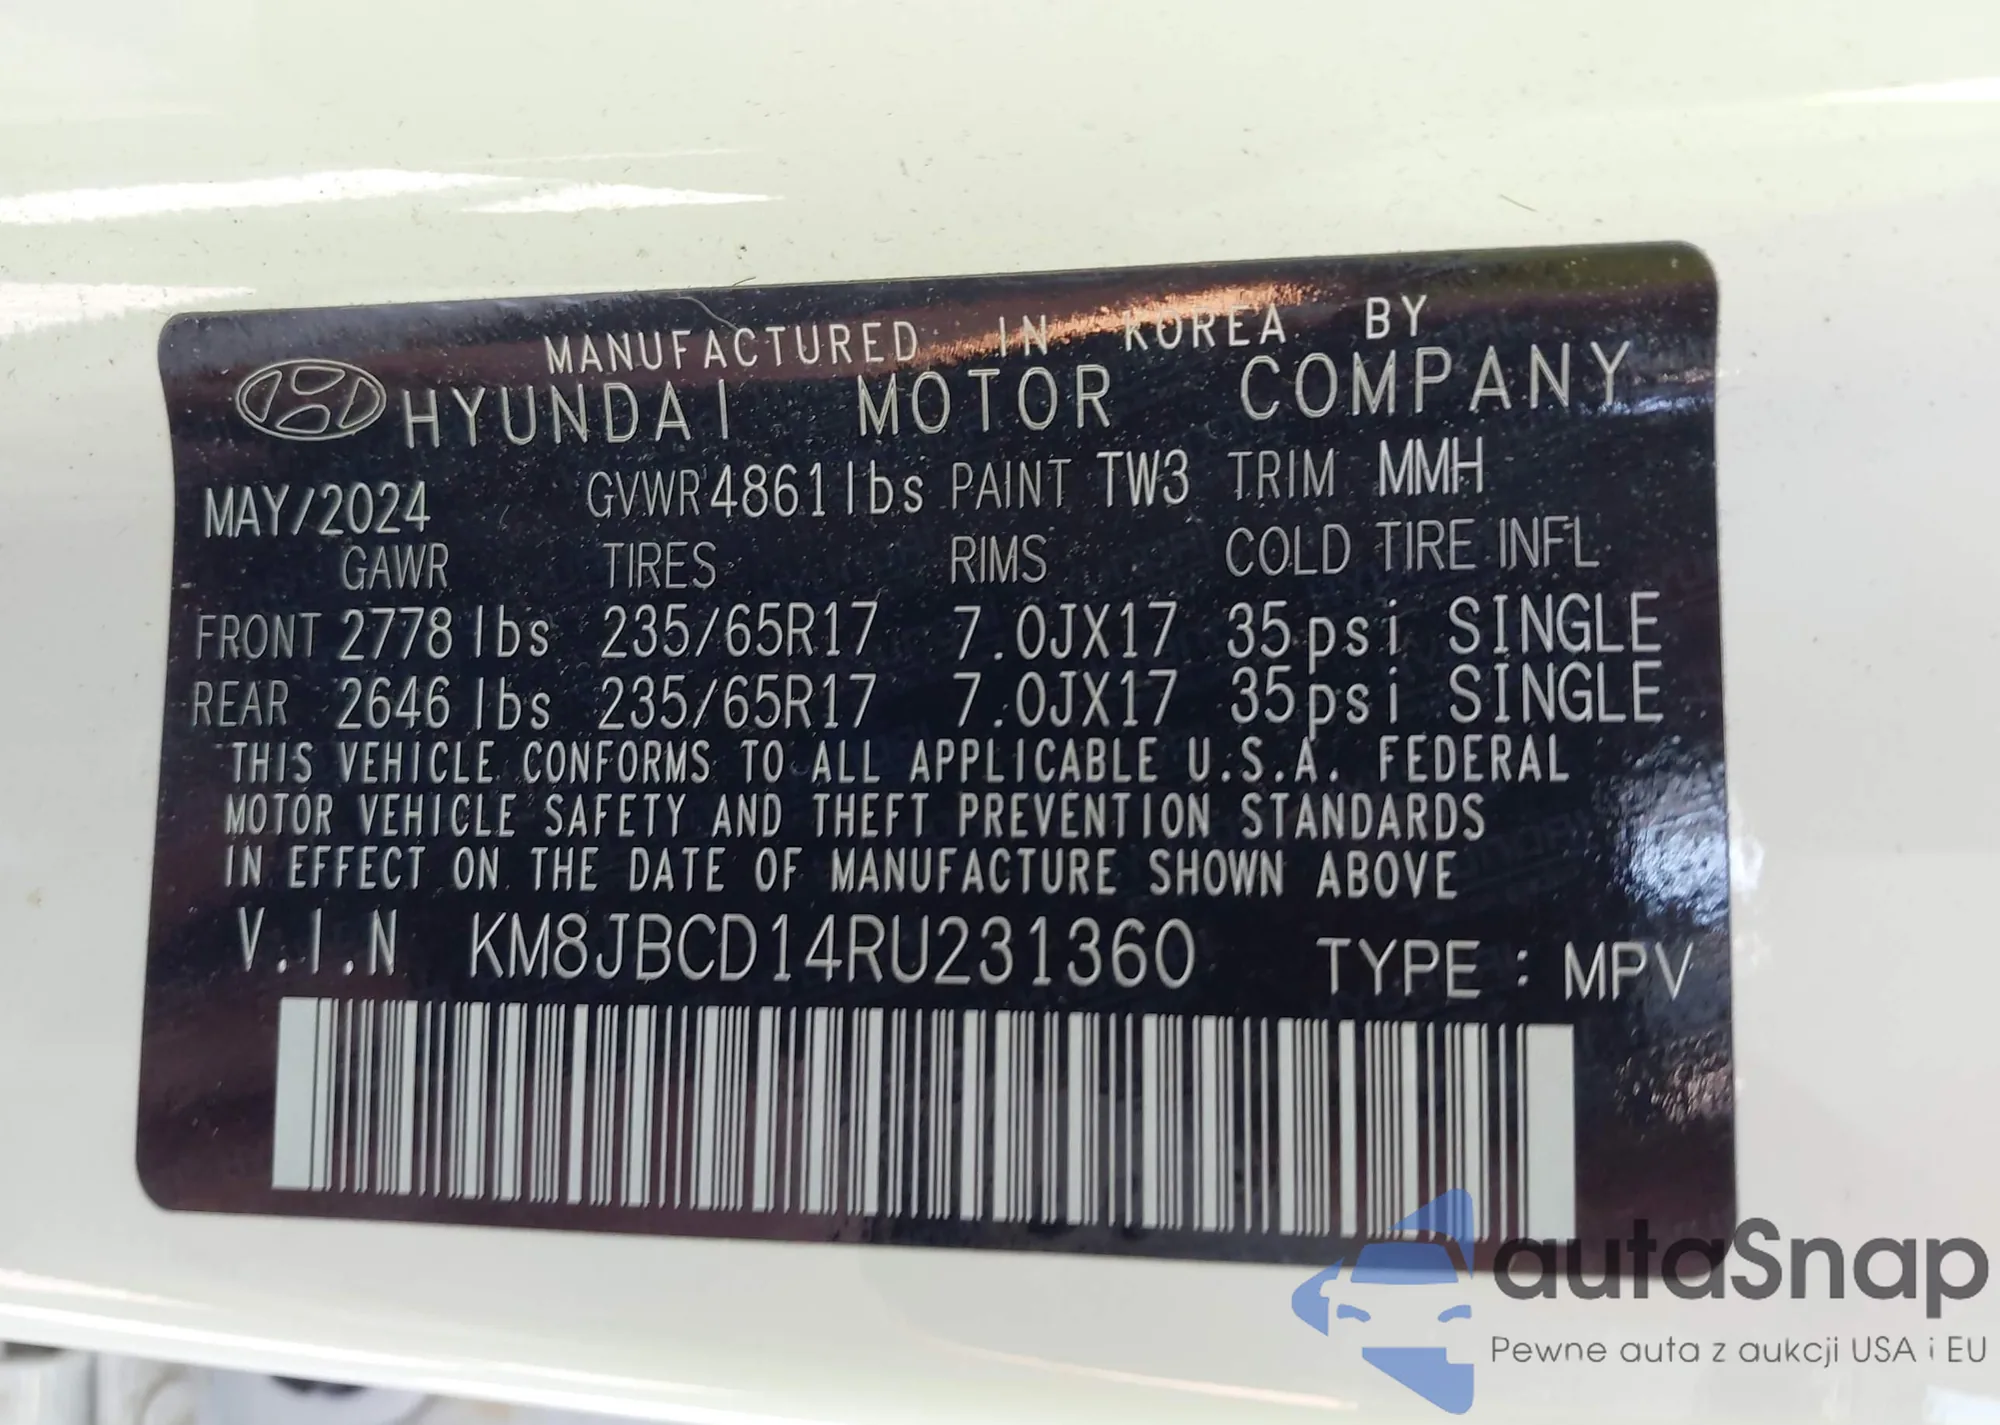 MANUFACTURED IN KOREA BY
HYUNDAI MOTOR COMPANY
MAY/2024 GVWR 4861 lbs PAINT TW3 TRIM MMH
GAWR TIRES RIMS COLD TIRE INFL
FRONT 2778 lbs 235/65R17 7.0JX17 35psi SINGLE
REAR 2646 lbs 235/65R17 7.0JX17 35psi SINGLE
THIS VEHICLE CONFORMS TO ALL APPLICABLE U.S.A. FEDERAL
MOTOR VEHICLE SAFETY AND THEFT PREVENTION STANDARDS
IN EFFECT ON THE DATE OF MANUFACTURE SHOWN ABOVE
V.I.N KM8JBCD14RU231360 TYPE : MPV
autaSnap
Pewne auta z aukcji USA i EU